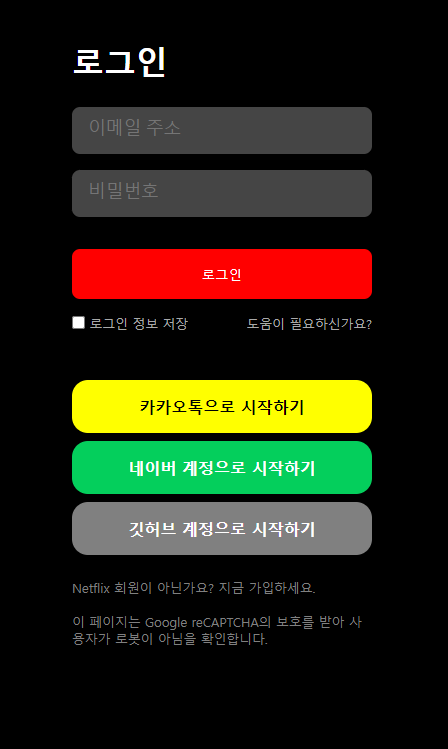 로그인
이메일 주소
비밀번호
로그인
로그인 정보 저장 도움이 필요하신가요?
카카오톡으로 시작하기
네이버 계정으로 시작하기
깃허브 계정으로 시작하기
Netflix 회원이 아닌가요? 지금 가입하세요.
이 페이지는 Google reCAPTCHA의 보호를 받아 사
용자가 로봇이 아님을 확인합니다.